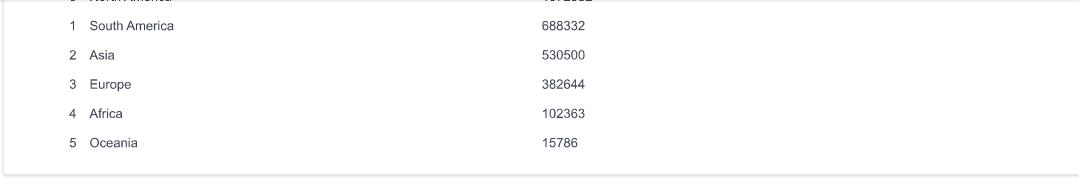 1 South America 688332
2 Asia 530500
3 Europe 382644
4 Africa 102363
5 Oceania 15786